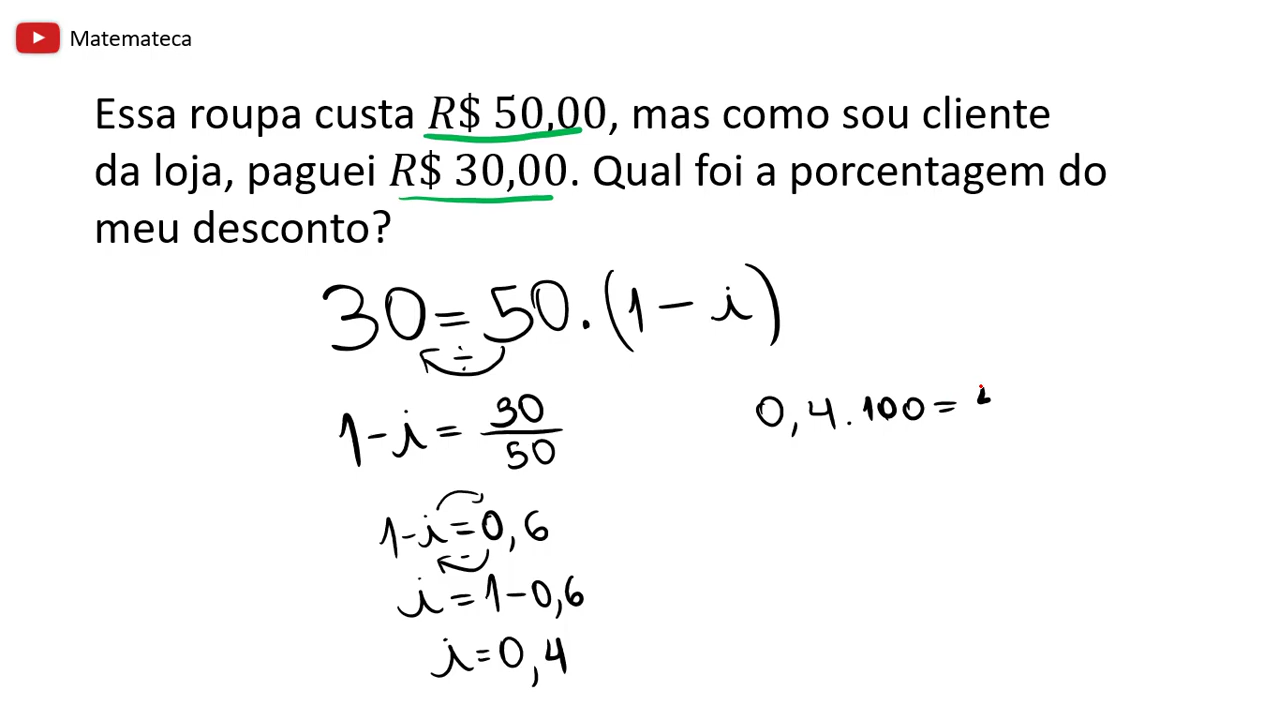 Matemateca
Essa roupa custa R$ 50,00, mas como sou cliente
da loja, paguei R$ 30,00. Qual foi a porcentagem do
meu desconto?
30 = 50 . (1 - i)
÷
1 - i = 30/50
0,4 . 100 =
1 - i = 0,6
i = 1 - 0,6
i = 0,4